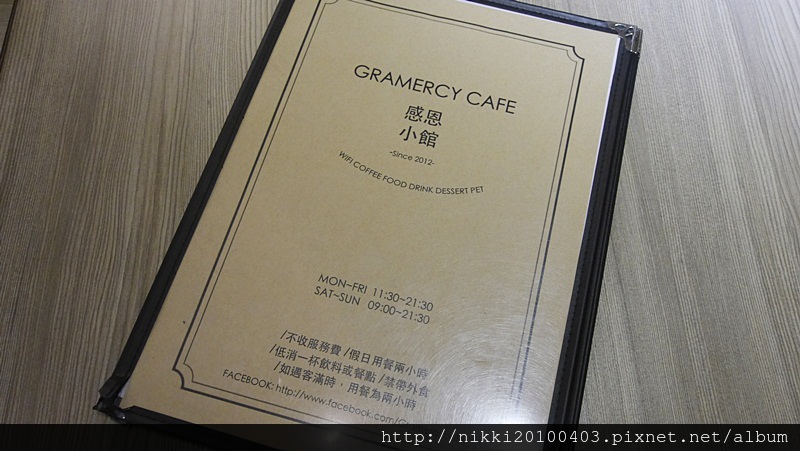 GRAMERCY CAFE
感恩
小館
-Since 2012-
WIFI COFFEE FOOD DRINK DESSERT PET
MON~FRI 11:30~21:30
SAT~SUN 09:00~21:30
/不收服務費 /假日用餐兩小時
/低消一杯飲料或餐點 /禁帶外食
/如遇客滿時，用餐為兩小時
FACEBOOK: http://www.facebook.com/G
http://nikki20100403.pixnet.net/album